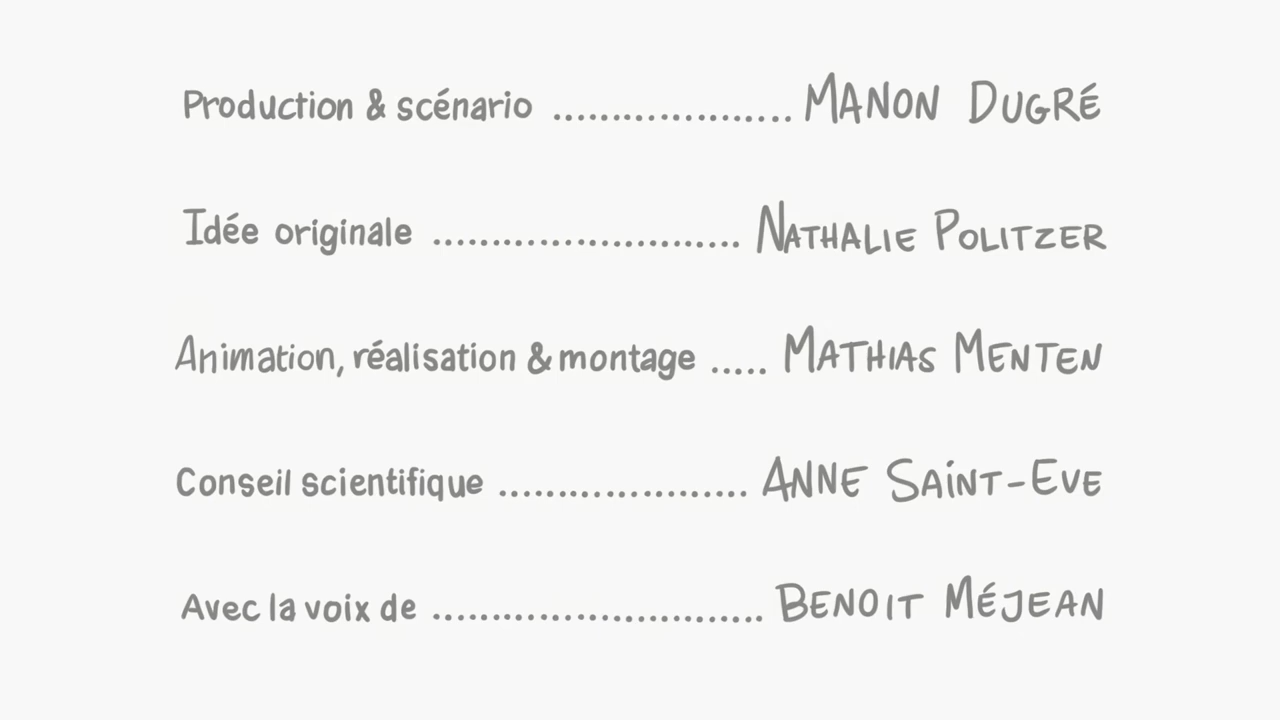 Production & scénario .................... MANON DUGRÉ
Idée originale .......................... NATHALIE POLITZER
Animation, réalisation & montage ..... MATHIAS MENTEN
Conseil scientifique ..................... ANNE SAiNT-EVE
Avec la voix de ............................ BENOIT MÉJEAN